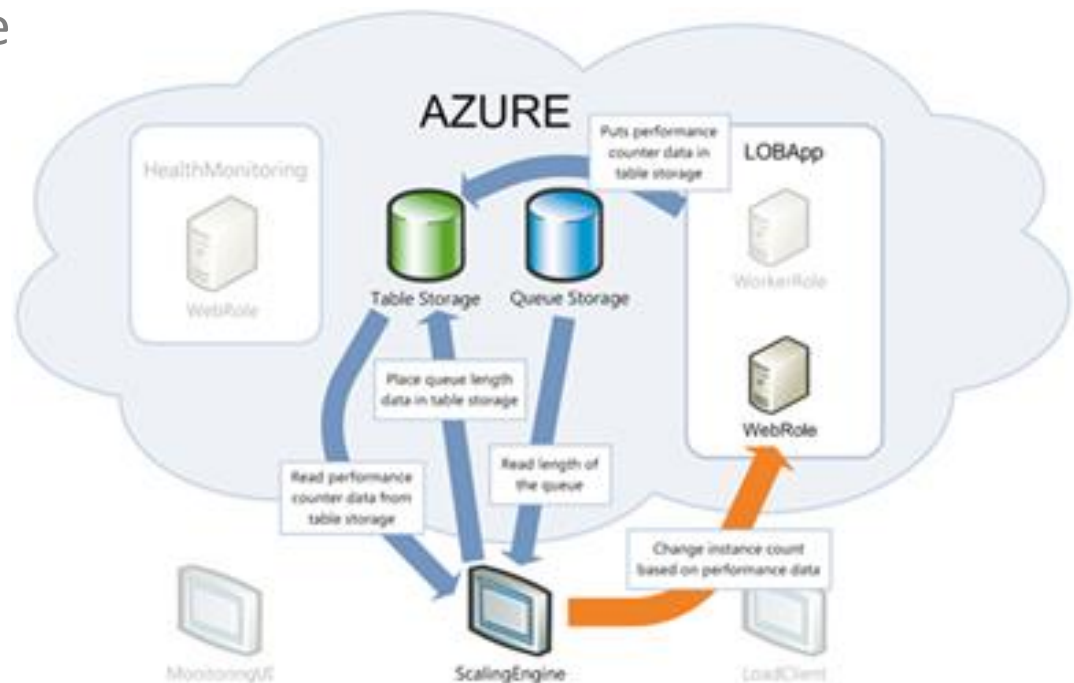 e
AZURE
Puts performance
counter data in
table storage
LOBApp
HealthMonitoring
WorkerRole
WebRole
Table Storage
Queue Storage
Place queue length
data in table storage
WebRole
Read length of
the queue
Read performance
counter data from
table storage
Change instance count
based on performance data
MonitoringUI
ScalingEngine
LoadClient